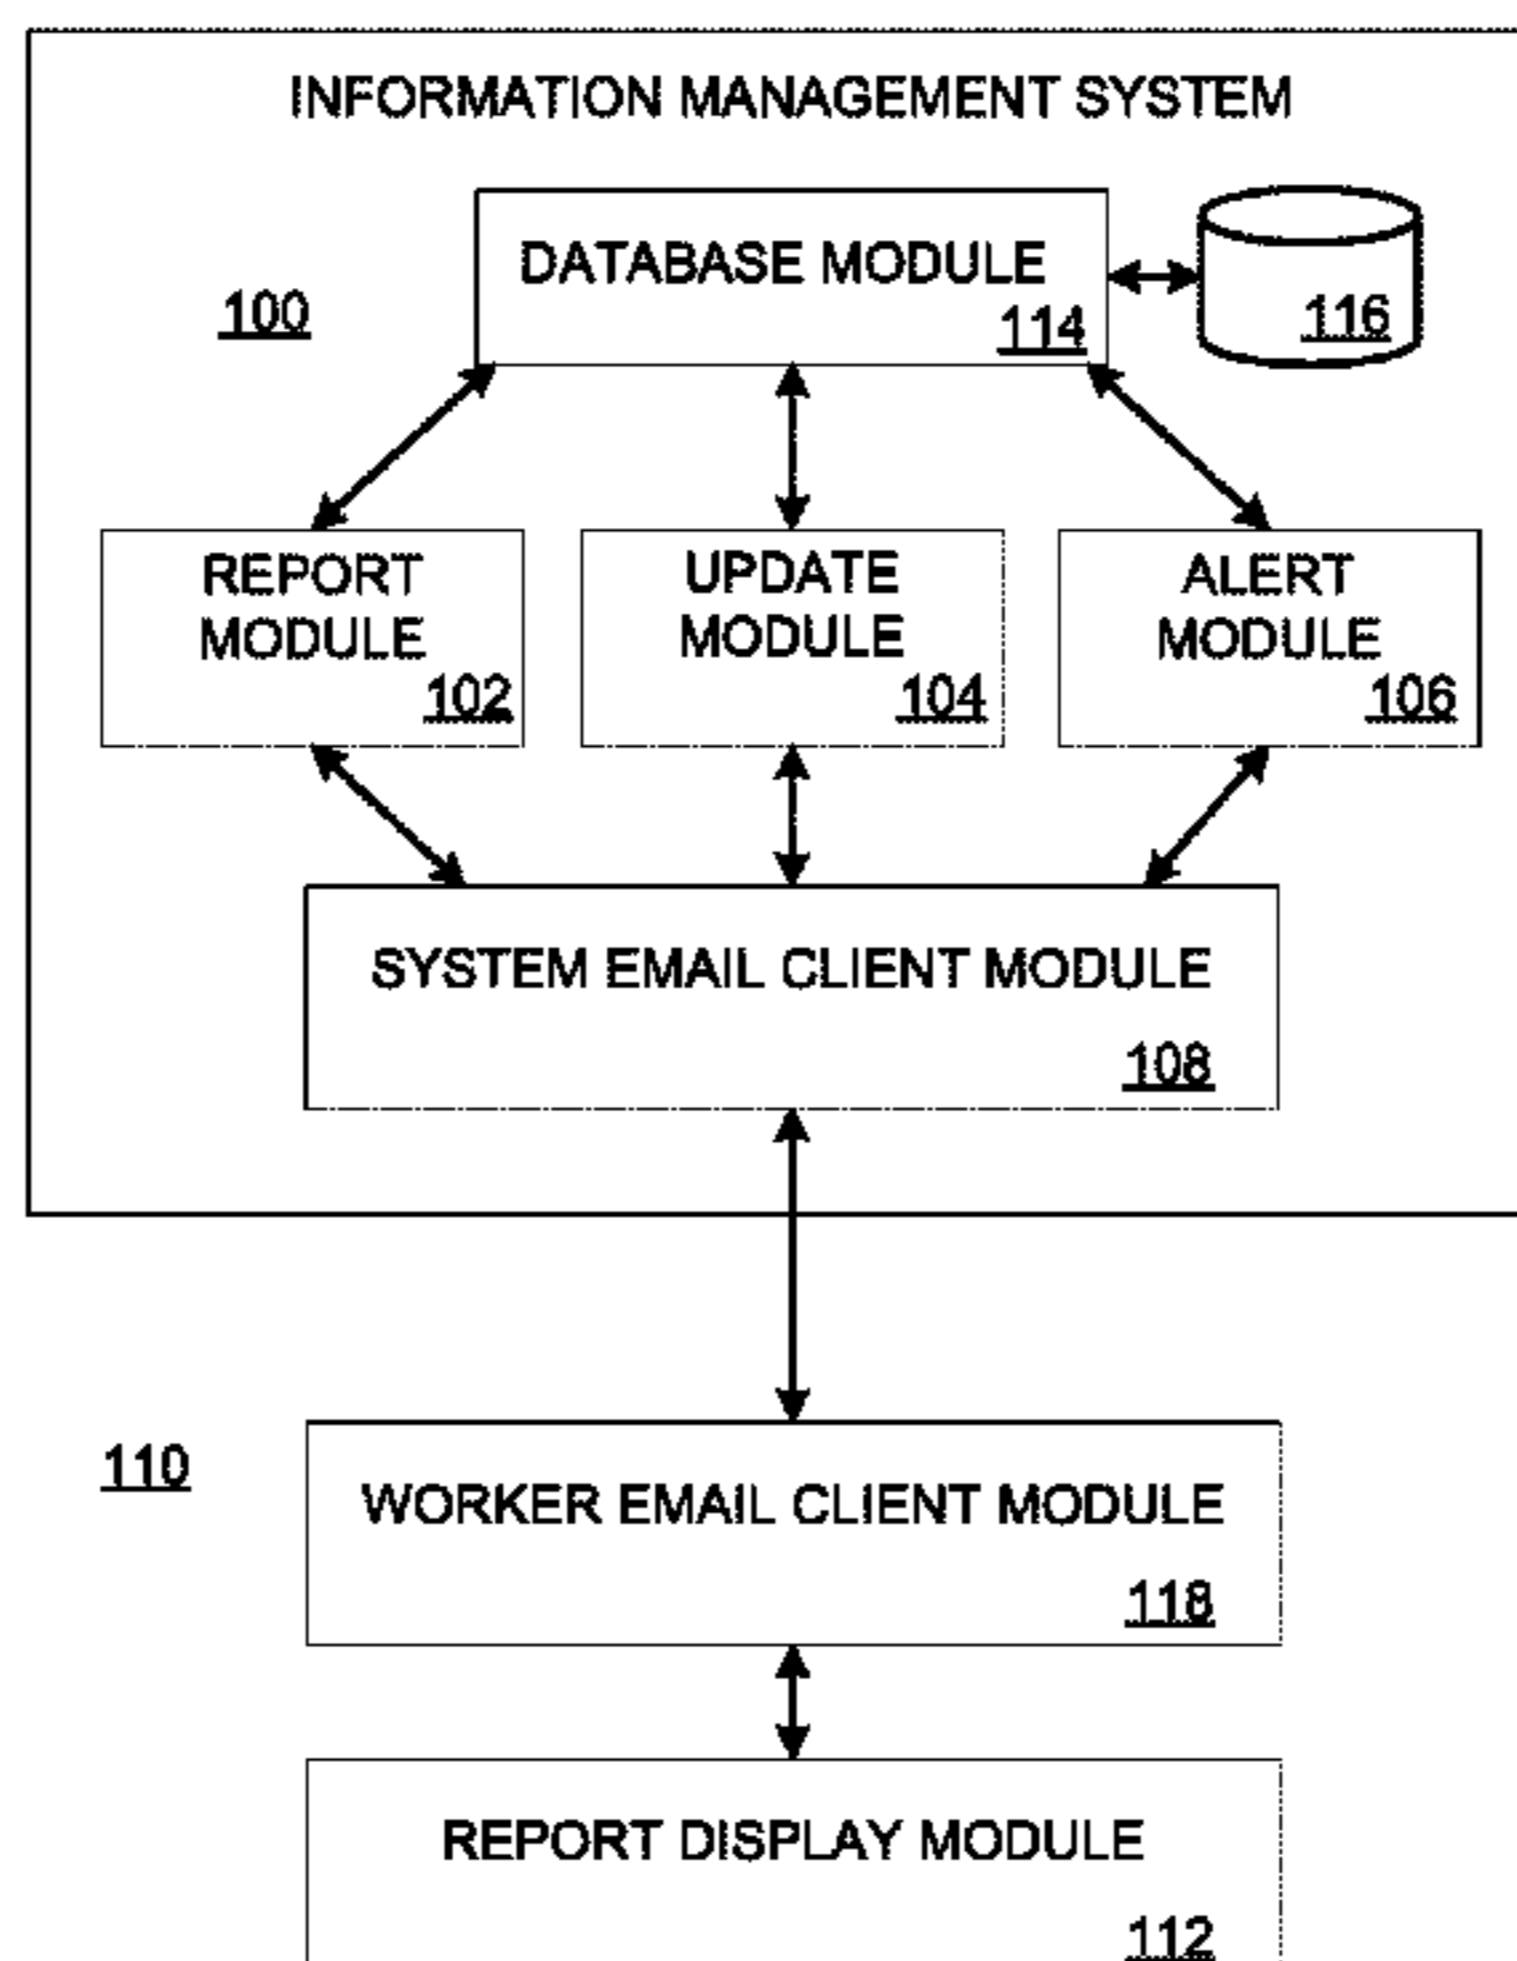 INFORMATION MANAGEMENT SYSTEM
DATABASE MODULE
114
116
100
REPORT
MODULE
102
UPDATE
MODULE
104
ALERT
MODULE
106
SYSTEM EMAIL CLIENT MODULE
108
110
WORKER EMAIL CLIENT MODULE
118
REPORT DISPLAY MODULE
112